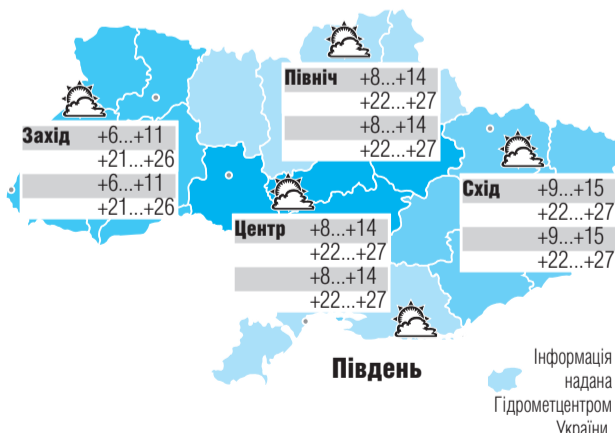 Північ +8...+14
+22...+27
+8...+14
+22...+27
Захід +6...+11
+21...+26
+6...+11
+21...+26
Схід +9...+15
+22...+27
+9...+15
+22...+27
Центр +8...+14
+22...+27
+8...+14
+22...+27
Південь
Інформація
надана
Гідрометцентром
України